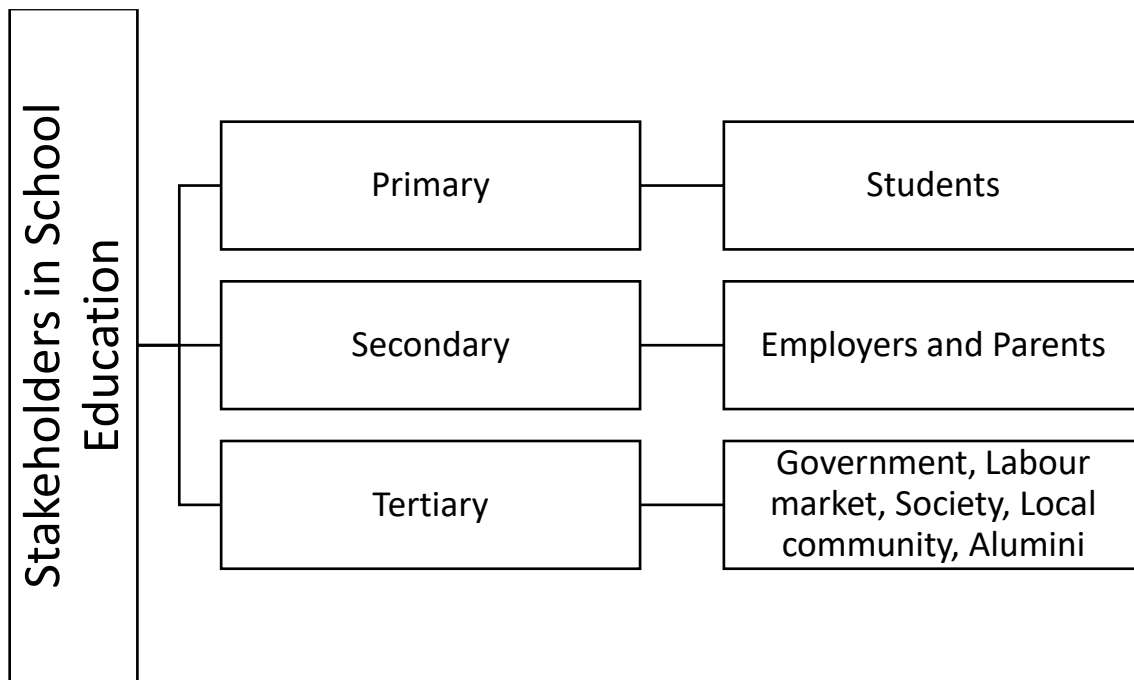 Stakeholders in School
Education
Primary
Students
Secondary
Employers and Parents
Tertiary
Government, Labour
market, Society, Local
community, Alumini